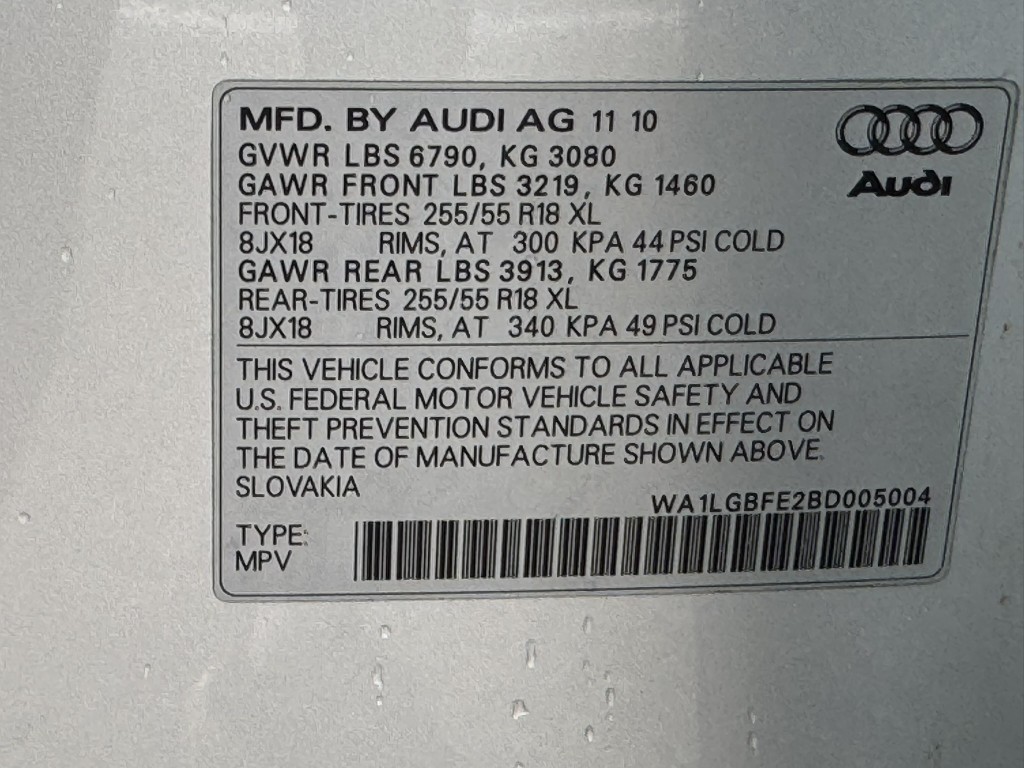 MFD. BY AUDI AG 11 10
GVWR LBS 6790, KG 3080
GAWR FRONT LBS 3219, KG 1460
FRONT-TIRES 255/55 R18 XL
8JX18 RIMS, AT 300 KPA 44 PSI COLD
GAWR REAR LBS 3913, KG 1775
REAR-TIRES 255/55 R18 XL
8JX18 RIMS, AT 340 KPA 49 PSI COLD
Audi
THIS VEHICLE CONFORMS TO ALL APPLICABLE
U.S. FEDERAL MOTOR VEHICLE SAFETY AND
THEFT PREVENTION STANDARDS IN EFFECT ON
THE DATE OF MANUFACTURE SHOWN ABOVE.
SLOVAKIA
WA1LGBFE2BD005004
TYPE:
MPV